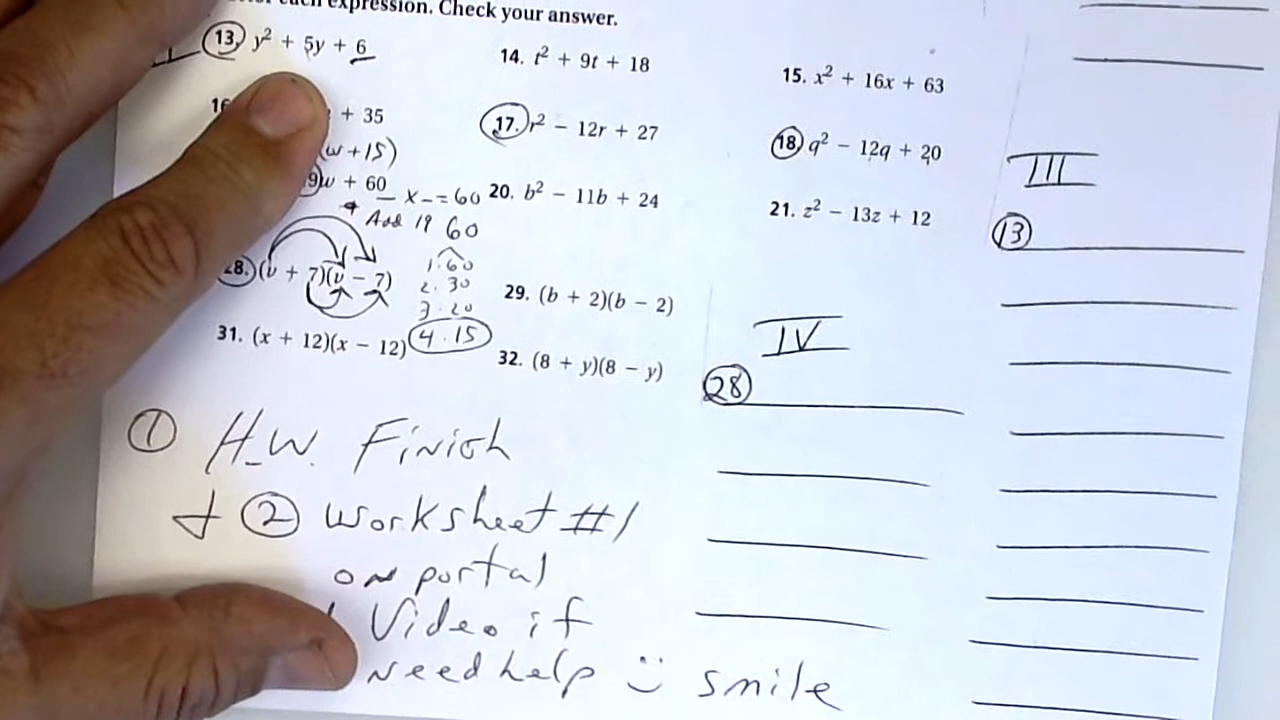 each expression. Check your answer.
13. y² + 5y + 6
14. t² + 9t + 18
15. x² + 16x + 63
16 + 35
17. r² − 12r + 27
18. q² − 12q + 20
(w + 15)
9w + 60 _ x _ = 60
20. b² − 11b + 24
21. z² − 13z + 12
Add 19
60
1·60
2·30
3·20
4·15
28. (v + 7)(v − 7)
29. (b + 2)(b − 2)
31. (x + 12)(x − 12)
32. (8 + y)(8 − y)
III
13
IV
28
① H.W. Finish
+ ② Worksheet #1
on portal
Video if
need help smile